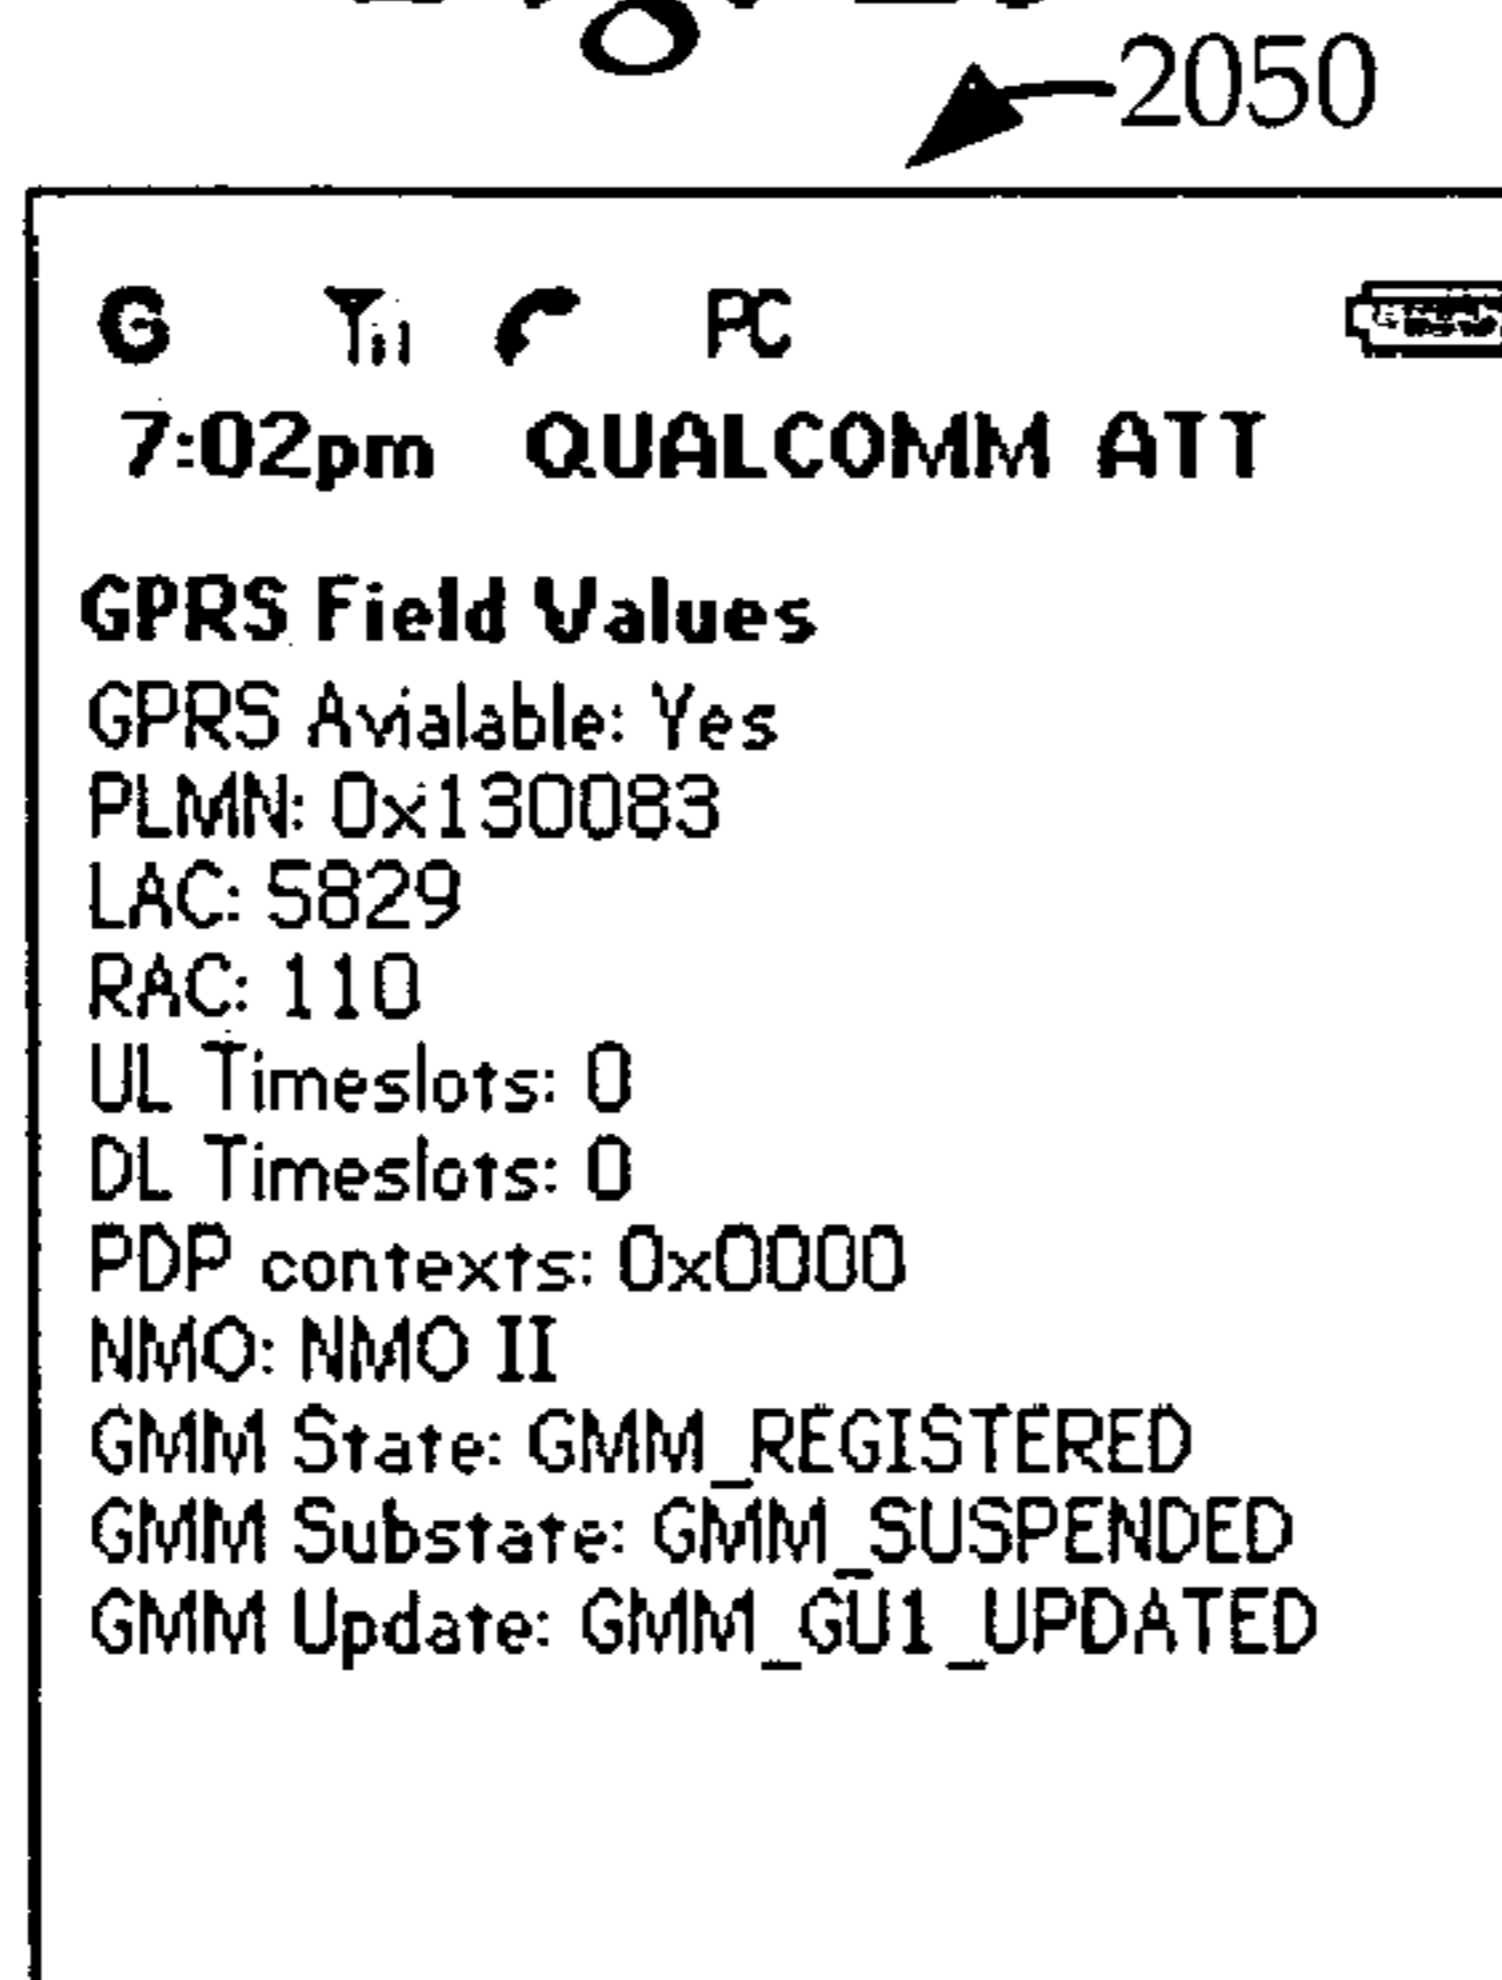 2050
G PC
7:02pm QUALCOMM ATT
GPRS Field Values
GPRS Avialable: Yes
PLMN: 0x130083
LAC: 5829
RAC: 110
UL Timeslots: 0
DL Timeslots: 0
PDP contexts: 0x0000
NMO: NMO II
GMM State: GMM_REGISTERED
GMM Substate: GMM_SUSPENDED
GMM Update: GMM_GU1_UPDATED